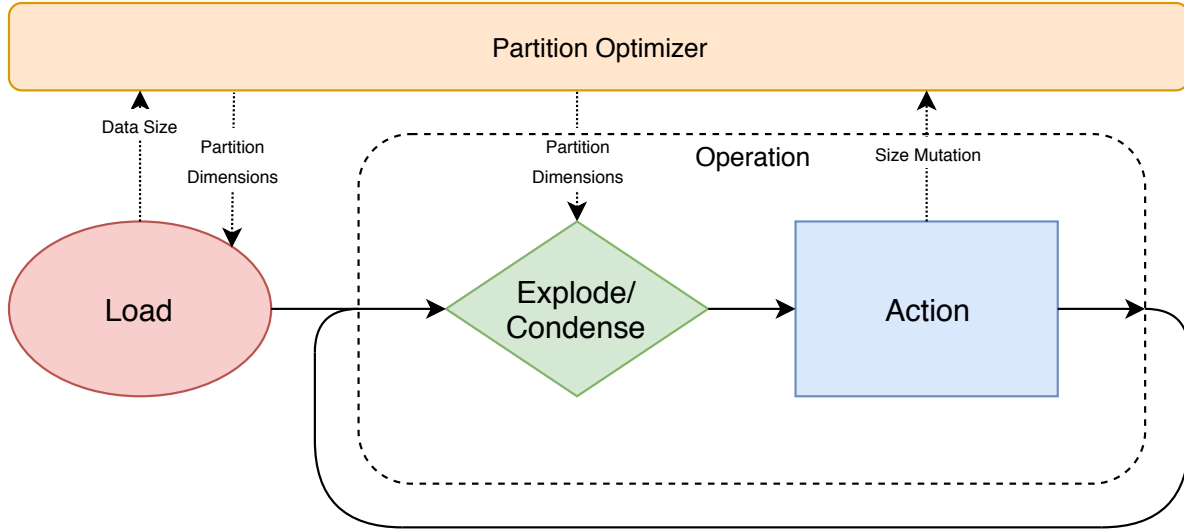 Partition Optimizer
Data Size
Partition
Dimensions
Partition
Dimensions
Operation
Size Mutation
Load
Explode/
Condense
Action